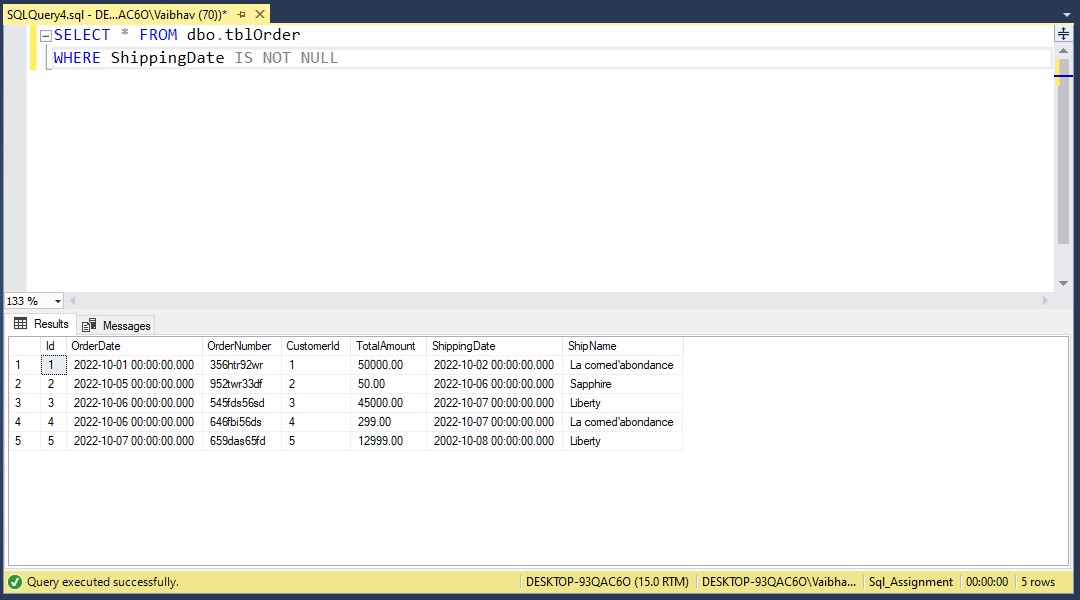 SQLQuery4.sql - DE...AC6O\Vaibhav (70))*
SELECT * FROM dbo.tblOrder
WHERE ShippingDate IS NOT NULL
133 %
Results Messages
Id OrderDate OrderNumber CustomerId TotalAmount ShippingDate ShipName
1 1 2022-10-01 00:00:00.000 356htr92wr 1 50000.00 2022-10-02 00:00:00.000 La corned'abondance
2 2 2022-10-05 00:00:00.000 952twr33df 2 50.00 2022-10-06 00:00:00.000 Sapphire
3 3 2022-10-06 00:00:00.000 545fds56sd 3 45000.00 2022-10-07 00:00:00.000 Liberty
4 4 2022-10-06 00:00:00.000 646fbi56ds 4 299.00 2022-10-07 00:00:00.000 La corned'abondance
5 5 2022-10-07 00:00:00.000 659das65fd 5 12999.00 2002-10-08 00:00:00.000 Liberty
Query executed successfully. DESKTOP-93QAC6O (15.0 RTM) DESKTOP-93QAC6O\Vaibha... Sql_Assignment 00:00:00 5 rows